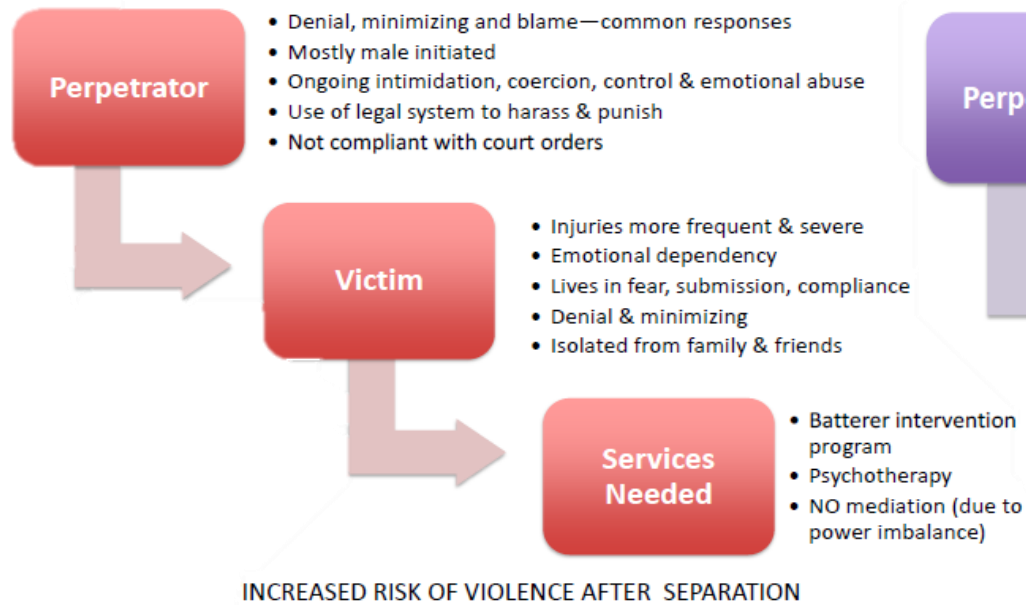 • Denial, minimizing and blame—common responses
• Mostly male initiated
• Ongoing intimidation, coercion, control & emotional abuse
• Use of legal system to harass & punish
• Not compliant with court orders
Perpetrator
Perp
• Injuries more frequent & severe
• Emotional dependency
• Lives in fear, submission, compliance
• Denial & minimizing
• Isolated from family & friends
Victim
Services
Needed
• Batterer intervention
program
• Psychotherapy
• NO mediation (due to
power imbalance)
INCREASED RISK OF VIOLENCE AFTER SEPARATION